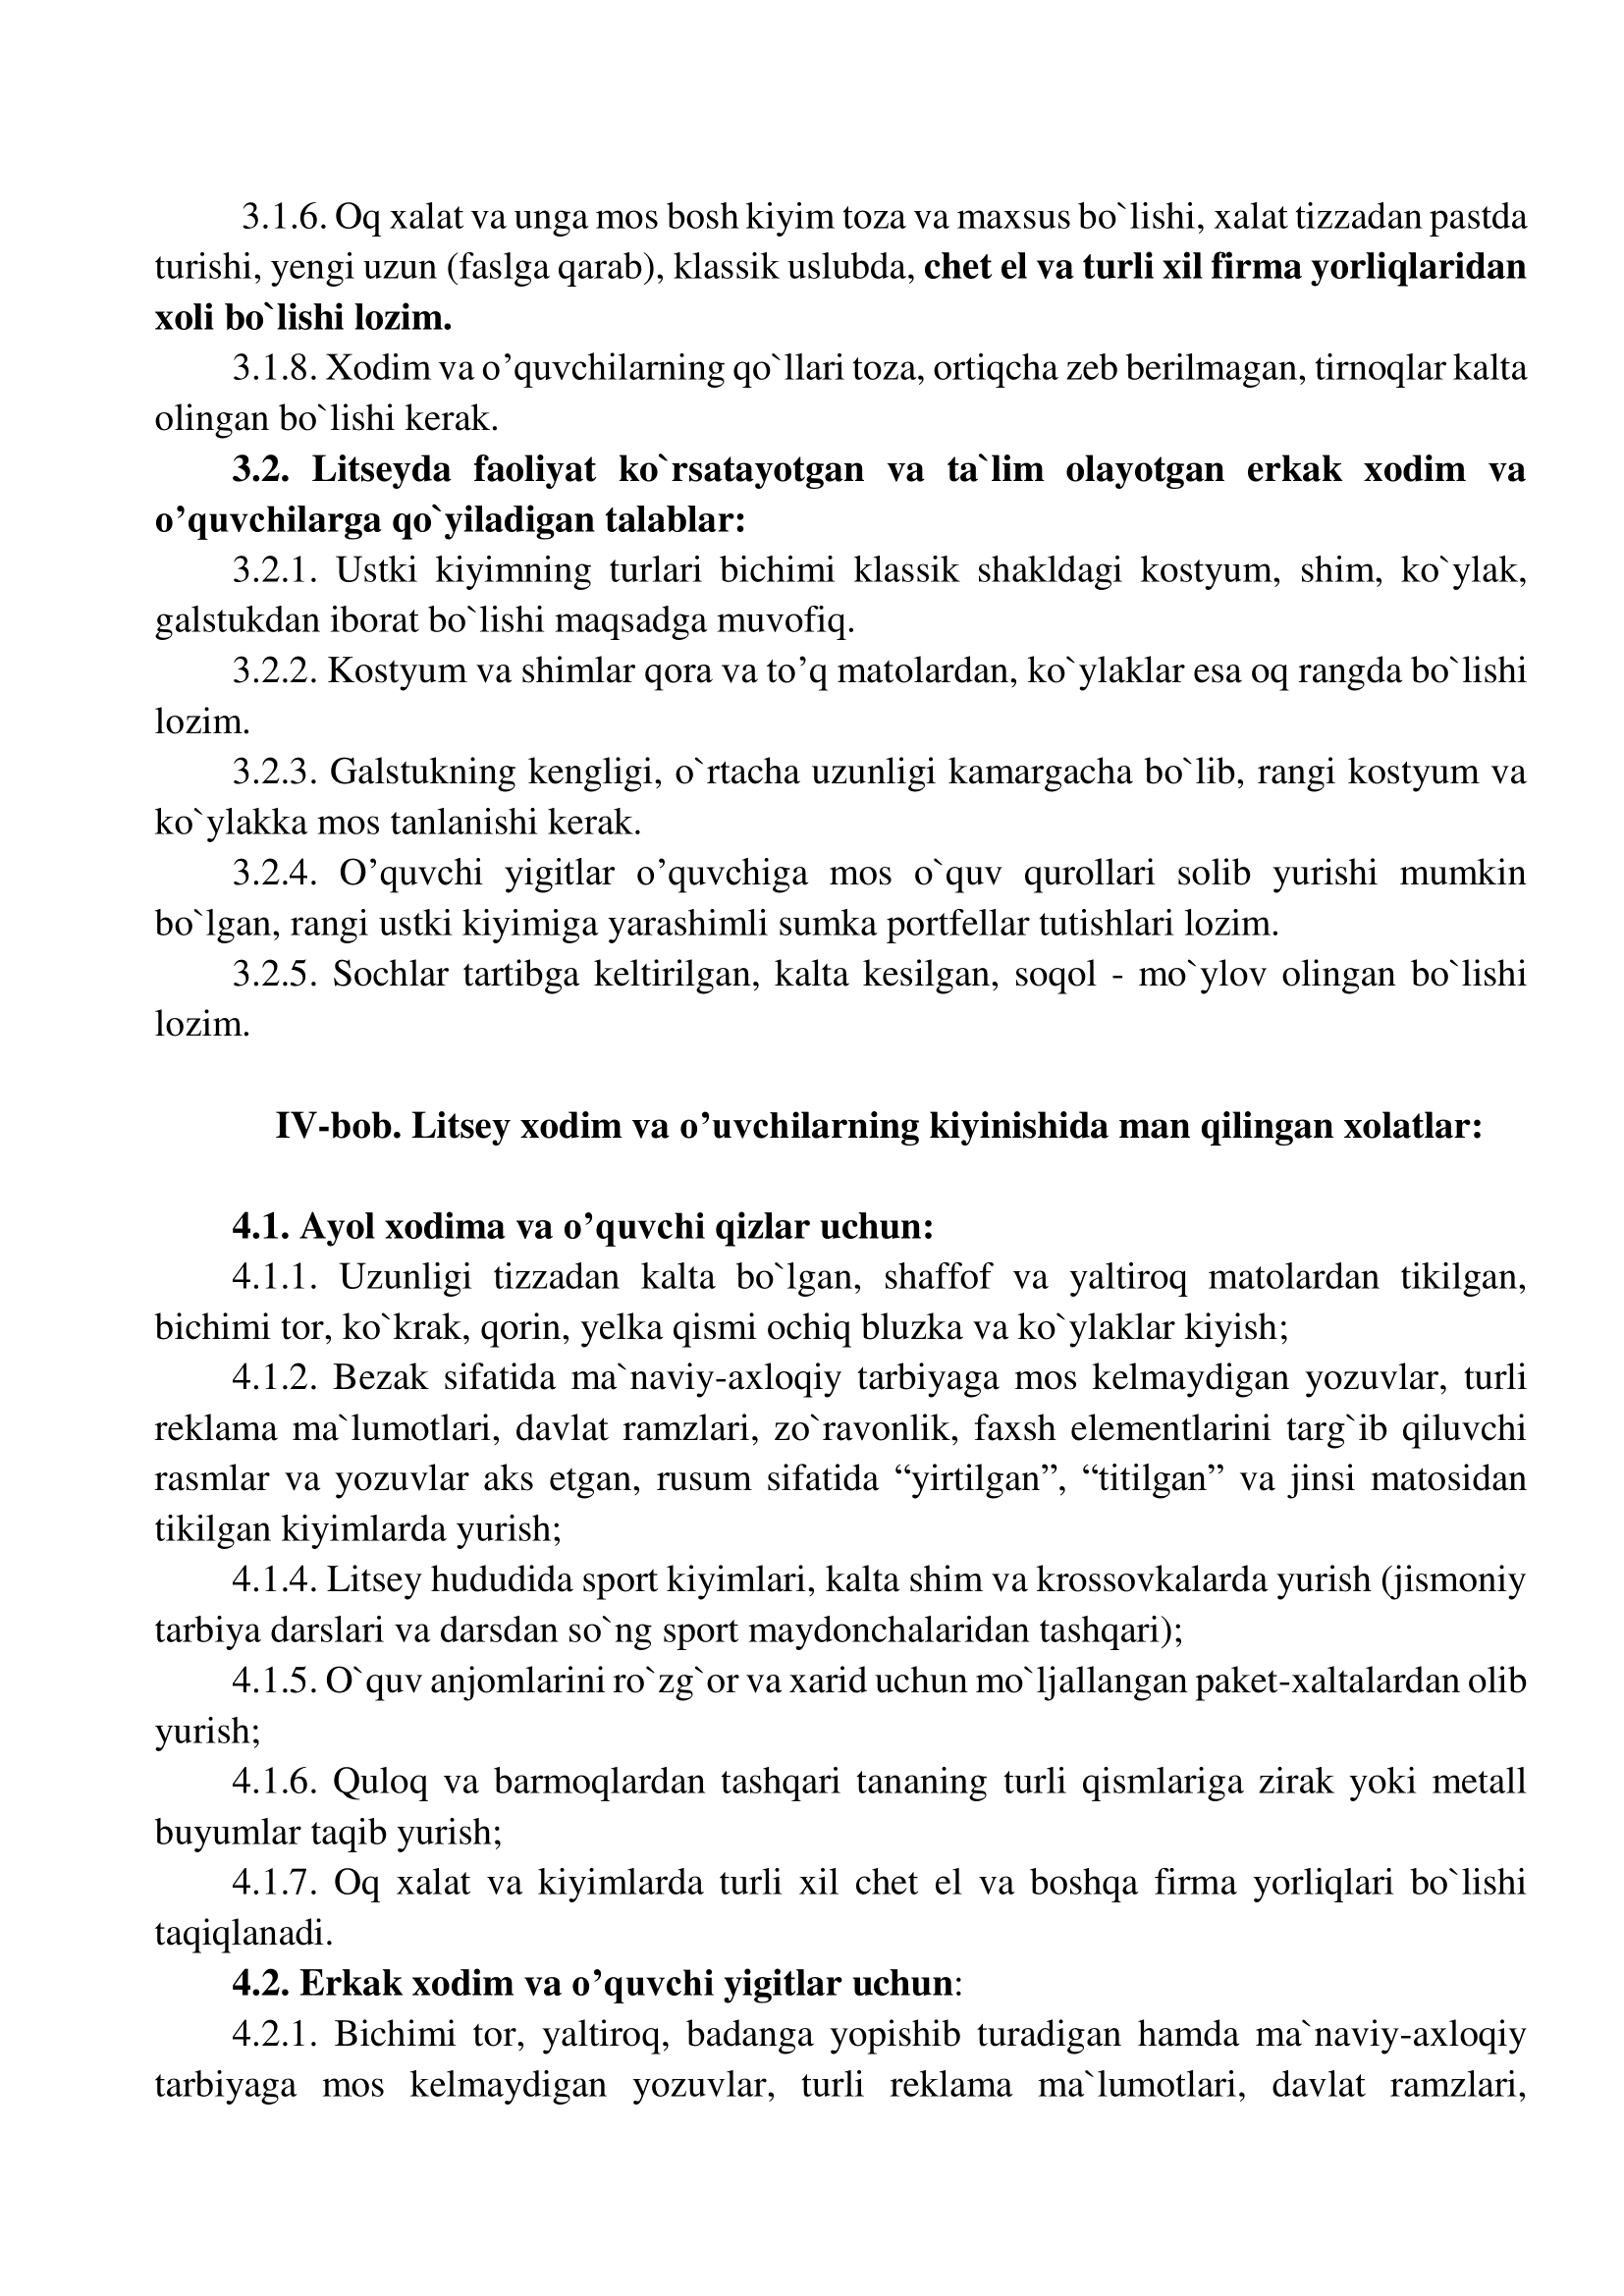 3.1.6. Oq xalat va unga mos bosh kiyim toza va maxsus bo`lishi, xalat tizzadan pastda
turishi, yengi uzun (faslga qarab), klassik uslubda, chet el va turli xil firma yorliqlaridan
xoli bo`lishi lozim.
3.1.8. Xodim va o’quvchilarning qo`llari toza, ortiqcha zeb berilmagan, tirnoqlar kalta
olingan bo`lishi kerak.
3.2. Litseyda faoliyat ko`rsatayotgan va ta`lim olayotgan erkak xodim va
o’quvchilarga qo`yiladigan talablar:
3.2.1. Ustki kiyimning turlari bichimi klassik shakldagi kostyum, shim, ko`ylak,
galstukdan iborat bo`lishi maqsadga muvofiq.
3.2.2. Kostyum va shimlar qora va to’q matolardan, ko`ylaklar esa oq rangda bo`lishi
lozim.
3.2.3. Galstukning kengligi, o`rtacha uzunligi kamargacha bo`lib, rangi kostyum va
ko`ylakka mos tanlanishi kerak.
3.2.4. O’quvchi yigitlar o’quvchiga mos o`quv qurollari solib yurishi mumkin
bo`lgan, rangi ustki kiyimiga yarashimli sumka portfellar tutishlari lozim.
3.2.5. Sochlar tartibga keltirilgan, kalta kesilgan, soqol - mo`ylov olingan bo`lishi
lozim.
IV-bob. Litsey xodim va o’uvchilarning kiyinishida man qilingan xolatlar:
4.1. Ayol xodima va o’quvchi qizlar uchun:
4.1.1. Uzunligi tizzadan kalta bo`lgan, shaffof va yaltiroq matolardan tikilgan,
bichimi tor, ko`krak, qorin, yelka qismi ochiq bluzka va ko`ylaklar kiyish;
4.1.2. Bezak sifatida ma`naviy-axloqiy tarbiyaga mos kelmaydigan yozuvlar, turli
reklama ma`lumotlari, davlat ramzlari, zo`ravonlik, faxsh elementlarini targ`ib qiluvchi
rasmlar va yozuvlar aks etgan, rusum sifatida “yirtilgan”, “titilgan” va jinsi matosidan
tikilgan kiyimlarda yurish;
4.1.4. Litsey hududida sport kiyimlari, kalta shim va krossovkalarda yurish (jismoniy
tarbiya darslari va darsdan so`ng sport maydonchalaridan tashqari);
4.1.5. O`quv anjomlarini ro`zg`or va xarid uchun mo`ljallangan paket-xaltalardan olib
yurish;
4.1.6. Quloq va barmoqlardan tashqari tananing turli qismlariga zirak yoki metall
buyumlar taqib yurish;
4.1.7. Oq xalat va kiyimlarda turli xil chet el va boshqa firma yorliqlari bo`lishi
taqiqlanadi.
4.2. Erkak xodim va o’quvchi yigitlar uchun:
4.2.1. Bichimi tor, yaltiroq, badanga yopishib turadigan hamda ma`naviy-axloqiy
tarbiyaga mos kelmaydigan yozuvlar, turli reklama ma`lumotlari, davlat ramzlari,